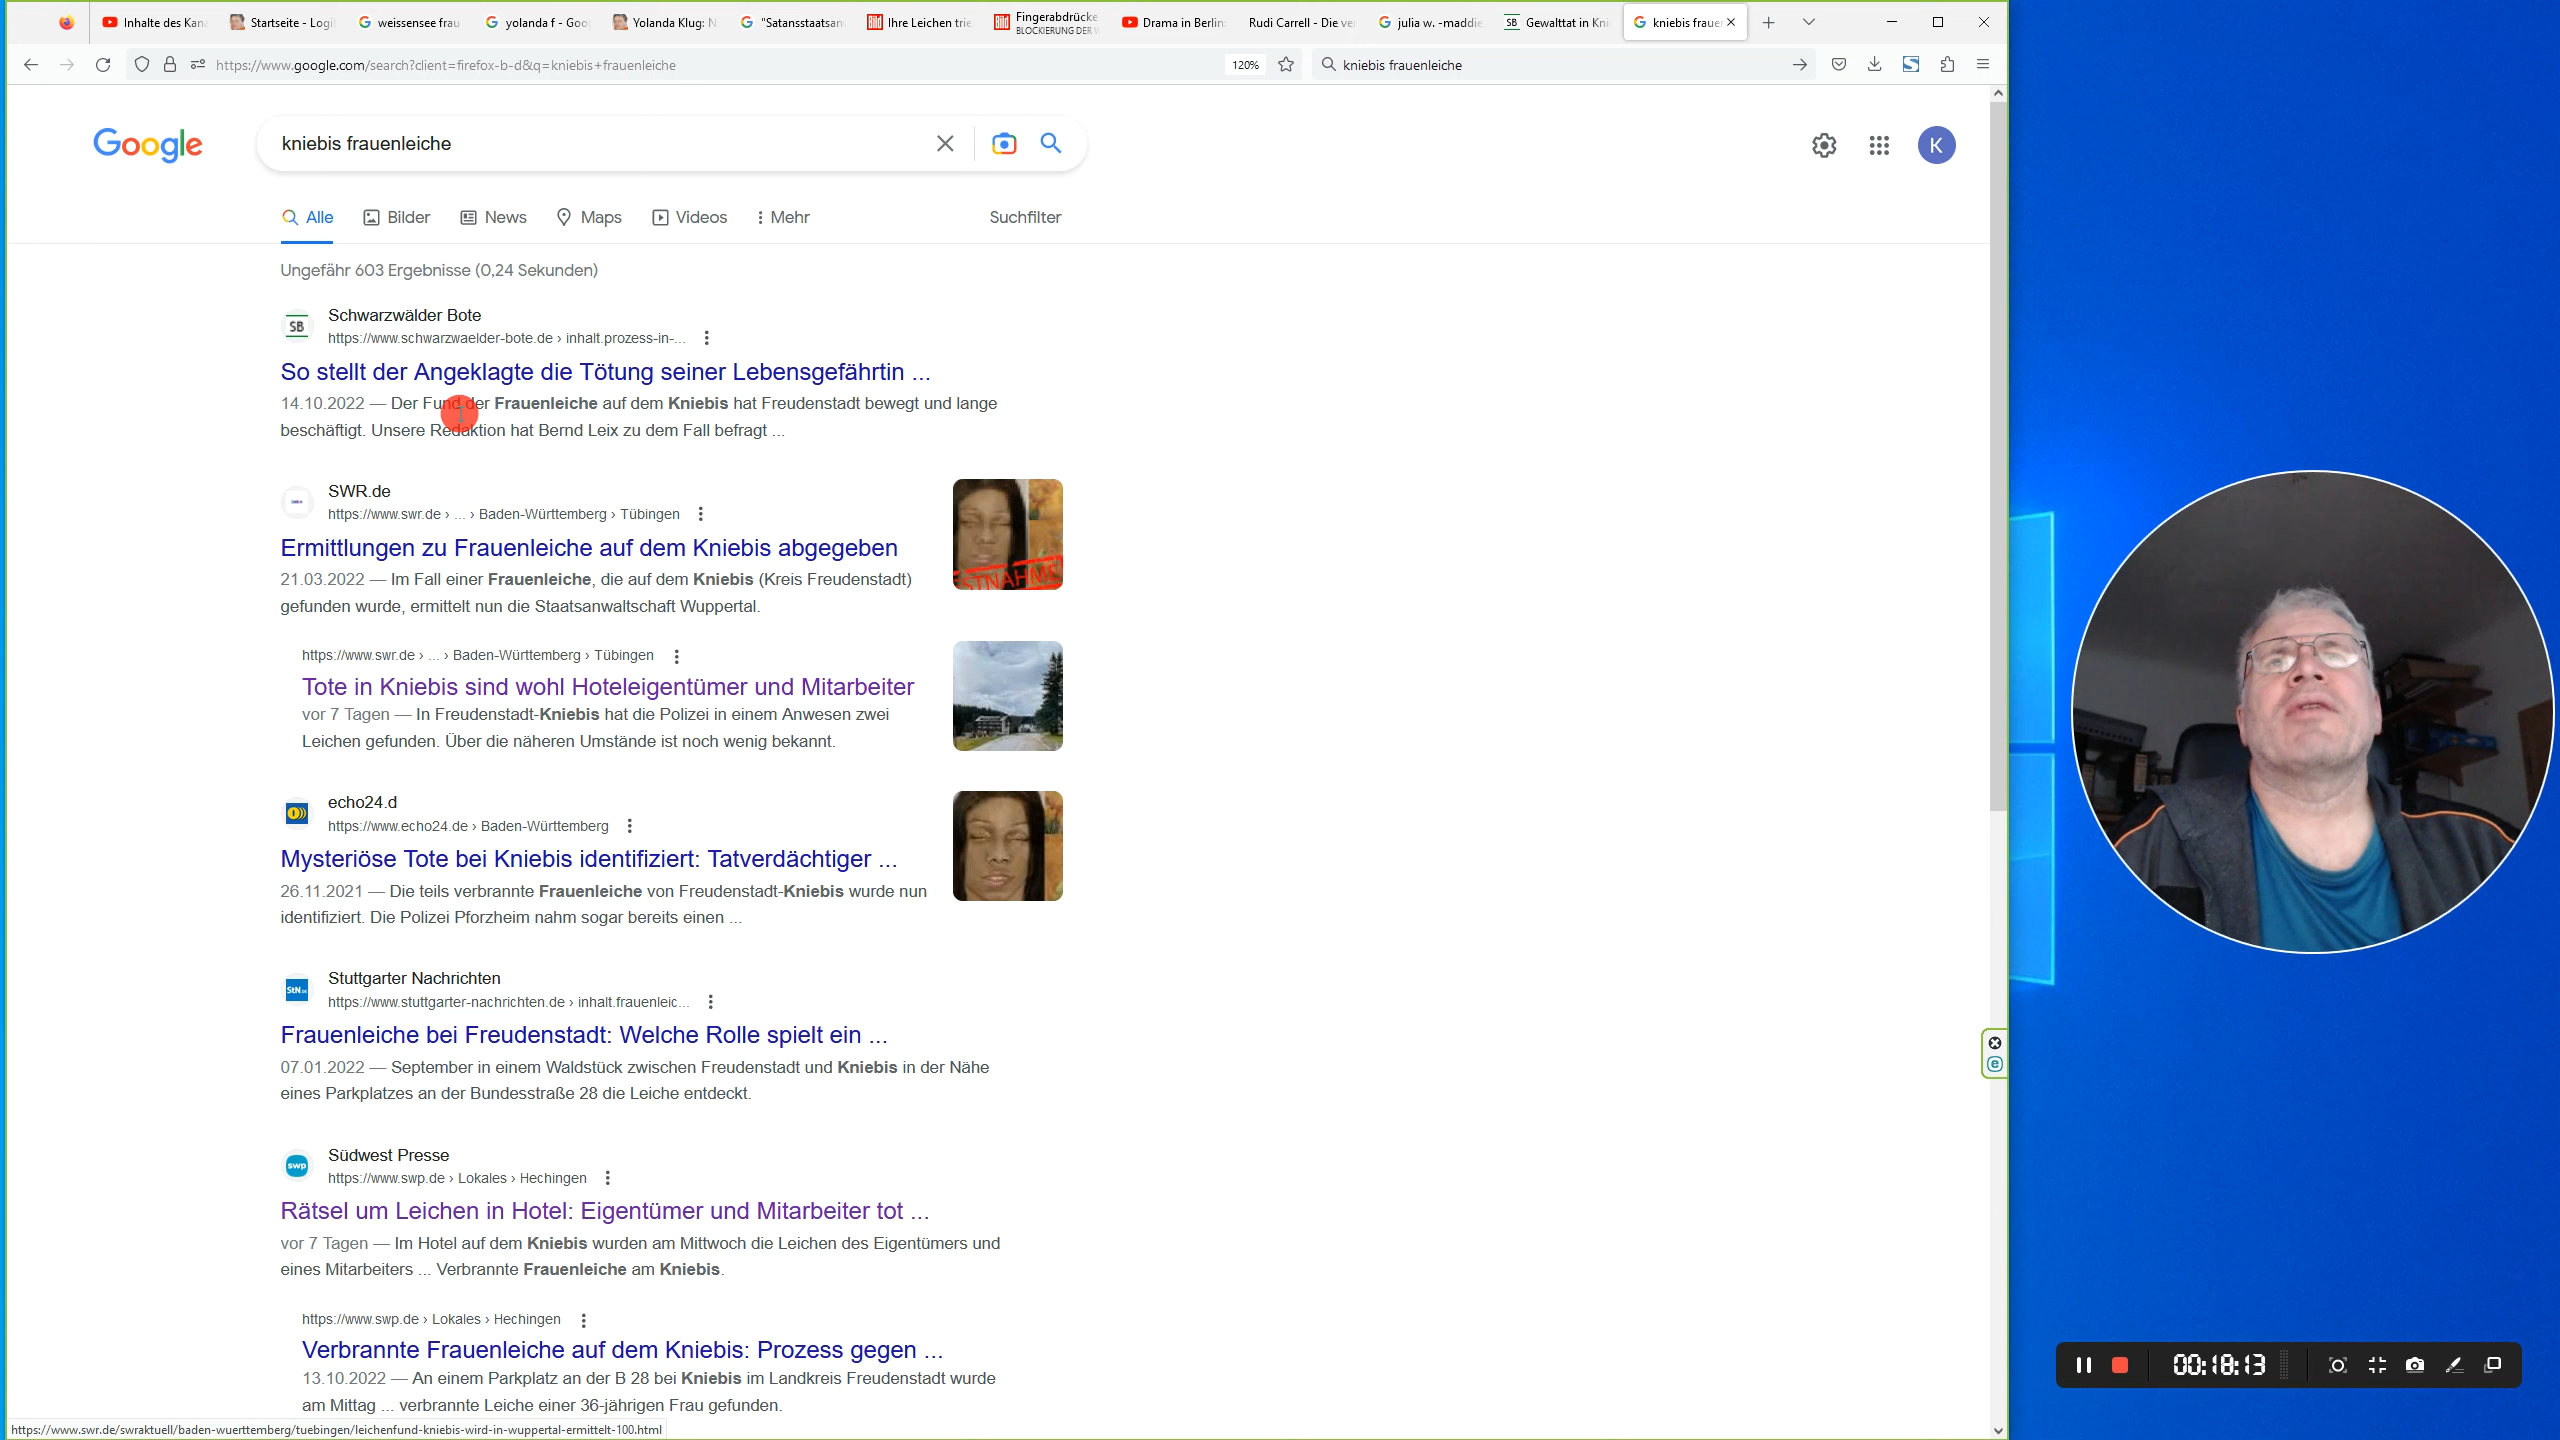 Inhalte des Kan
Startseite - Logi
weissensee frau
yolanda f - Goo
Yolanda Klug: N
"Satansstaatsan
Ihre Leichen trie
Fingerabdrücke
BLOCKIERUNG DER
Drama in Berlin:
Rudi Carrell - Die ve
julia w. -maddie
Gewalttat in Kni
kniebis frauen
https://www.google.com/search?client=firefox-b-d&q=kniebis+frauenleiche
120%
kniebis frauenleiche
Google
kniebis frauenleiche
K
Alle
Bilder
News
Maps
Videos
Mehr
Suchfilter
Ungefähr 603 Ergebnisse (0,24 Sekunden)
SB
Schwarzwälder Bote
https://www.schwarzwaelder-bote.de › inhalt.prozess-in-...
So stellt der Angeklagte die Tötung seiner Lebensgefährtin ...
14.10.2022 — Der Fund der Frauenleiche auf dem Kniebis hat Freudenstadt bewegt und lange
beschäftigt. Unsere Redaktion hat Bernd Leix zu dem Fall befragt ...
SWR.de
https://www.swr.de › ... › Baden-Württemberg › Tübingen
Ermittlungen zu Frauenleiche auf dem Kniebis abgegeben
21.03.2022 — Im Fall einer Frauenleiche, die auf dem Kniebis (Kreis Freudenstadt)
gefunden wurde, ermittelt nun die Staatsanwaltschaft Wuppertal.
STNAHME
https://www.swr.de › ... › Baden-Württemberg › Tübingen
Tote in Kniebis sind wohl Hoteleigentümer und Mitarbeiter
vor 7 Tagen — In Freudenstadt-Kniebis hat die Polizei in einem Anwesen zwei
Leichen gefunden. Über die näheren Umstände ist noch wenig bekannt.
echo24.d
https://www.echo24.de › Baden-Württemberg
Mysteriöse Tote bei Kniebis identifiziert: Tatverdächtiger ...
26.11.2021 — Die teils verbrannte Frauenleiche von Freudenstadt-Kniebis wurde nun
identifiziert. Die Polizei Pforzheim nahm sogar bereits einen ...
StN.DE
Stuttgarter Nachrichten
https://www.stuttgarter-nachrichten.de › inhalt.frauenleic...
Frauenleiche bei Freudenstadt: Welche Rolle spielt ein ...
07.01.2022 — September in einem Waldstück zwischen Freudenstadt und Kniebis in der Nähe
eines Parkplatzes an der Bundesstraße 28 die Leiche entdeckt.
swp
Südwest Presse
https://www.swp.de › Lokales › Hechingen
Rätsel um Leichen in Hotel: Eigentümer und Mitarbeiter tot ...
vor 7 Tagen — Im Hotel auf dem Kniebis wurden am Mittwoch die Leichen des Eigentümers und
eines Mitarbeiters ... Verbrannte Frauenleiche am Kniebis.
https://www.swp.de › Lokales › Hechingen
Verbrannte Frauenleiche auf dem Kniebis: Prozess gegen ...
13.10.2022 — An einem Parkplatz an der B 28 bei Kniebis im Landkreis Freudenstadt wurde
am Mittag ... verbrannte Leiche einer 36-jährigen Frau gefunden.
https://www.swr.de/swraktuell/baden-wuerttemberg/tuebingen/leichenfund-kniebis-wird-in-wuppertal-ermittelt-100.html
00:18:13